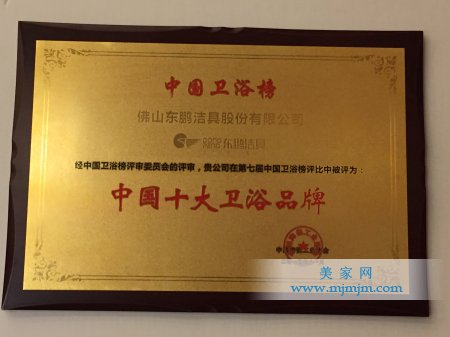 中国卫浴榜
佛山东鹏洁具股份有限公司
东鹏洁具
经中国卫浴榜评审委员会的评审，贵公司在第七届中国卫浴榜评比中被评为：
中国十大卫浴品牌
美家网
www.mjmjm.com